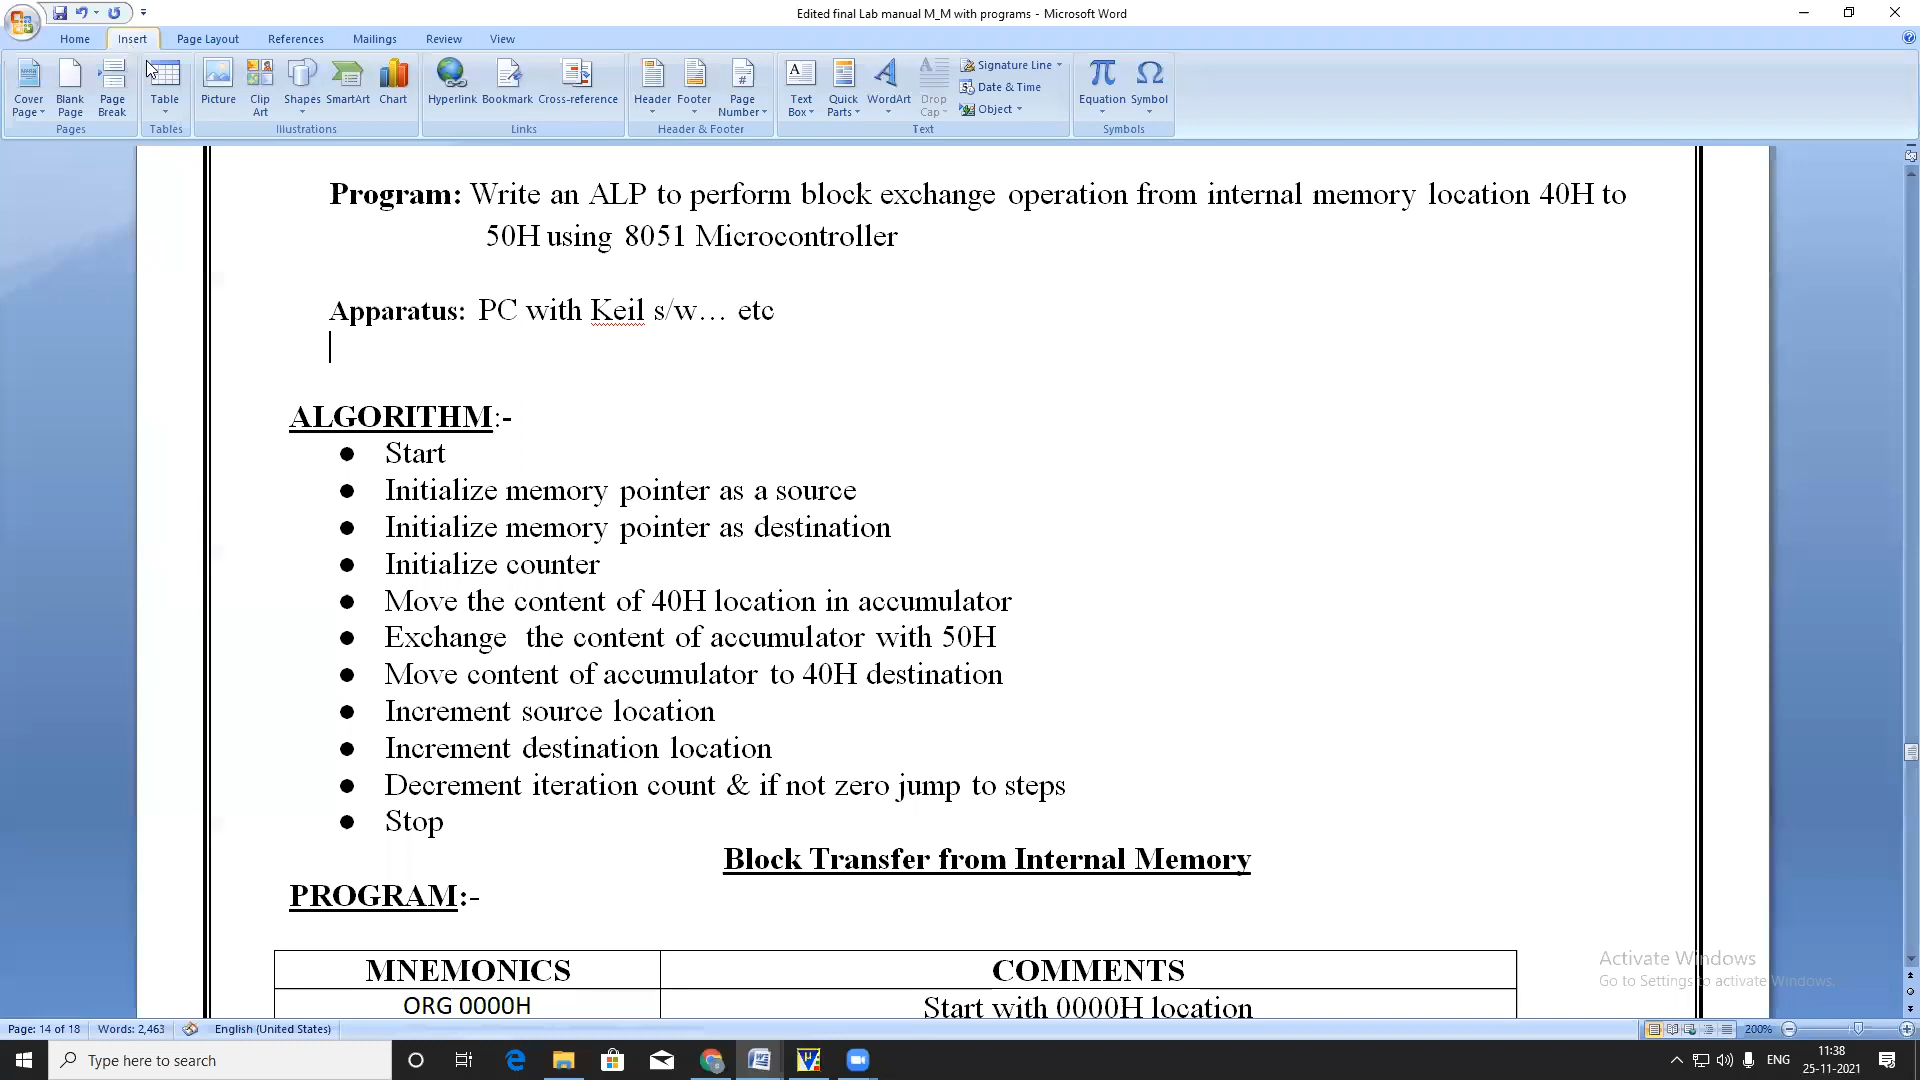 Edited final Lab manual M_M with programs - Microsoft Word
Home Insert Page Layout References Mailings Review View
Cover Page Blank Page Page Break Table Picture Clip Art Shapes SmartArt Chart Hyperlink Bookmark Cross-reference Header Footer Page Number Text Box Quick Parts WordArt Drop Cap Signature Line Date & Time Object Equation Symbol
Pages Tables Illustrations Links Header & Footer Text Symbols
Program: Write an ALP to perform block exchange operation from internal memory location 40H to
50H using 8051 Microcontroller
Apparatus: PC with Keil s/w… etc
ALGORITHM:-
● Start
● Initialize memory pointer as a source
● Initialize memory pointer as destination
● Initialize counter
● Move the content of 40H location in accumulator
● Exchange the content of accumulator with 50H
● Move content of accumulator to 40H destination
● Increment source location
● Increment destination location
● Decrement iteration count & if not zero jump to steps
● Stop
Block Transfer from Internal Memory
PROGRAM:-
MNEMONICS COMMENTS
ORG 0000H Start with 0000H location
Activate Windows
Go to Settings to activate Windows.
Page: 14 of 18 Words: 2,463 English (United States) 200%
Type here to search ENG 11:38
25-11-2021